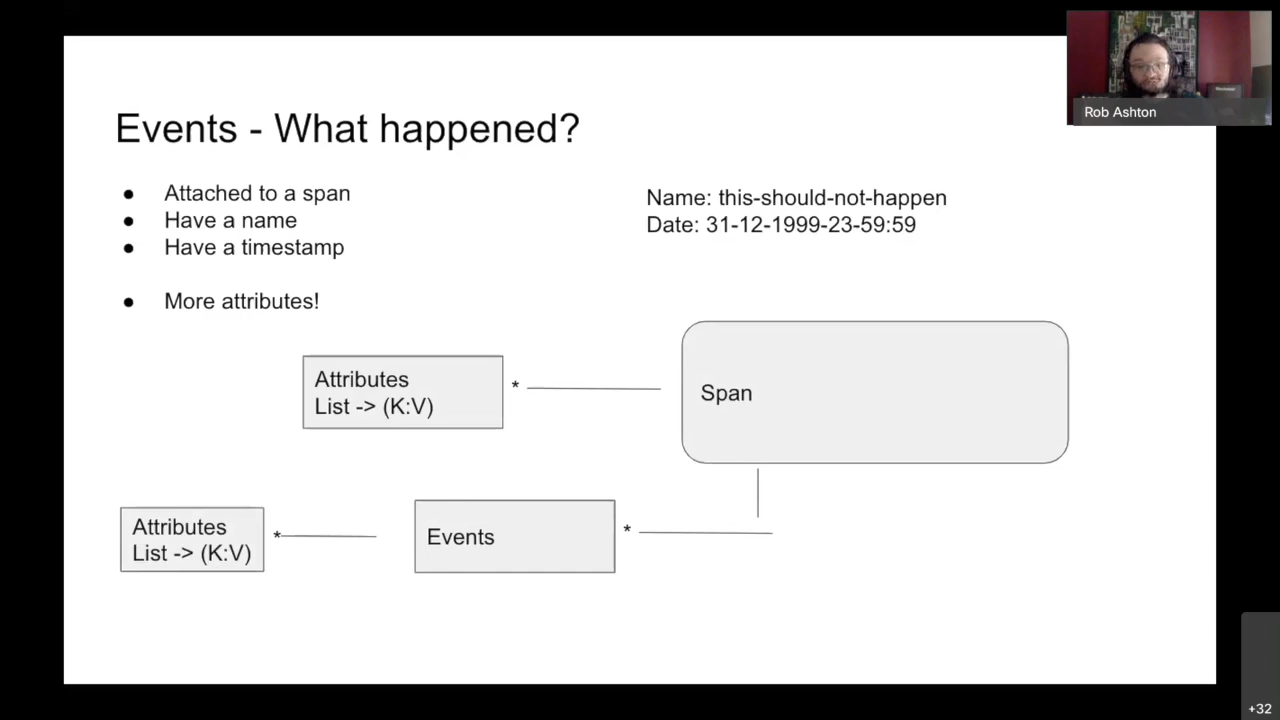 Events - What happened?
● Attached to a span
● Have a name
● Have a timestamp
● More attributes!
Name: this-should-not-happen
Date: 31-12-1999-23-59:59
Attributes
List -> (K:V)
*
Span
Attributes
List -> (K:V)
*
Events
*
Rob Ashton
+32